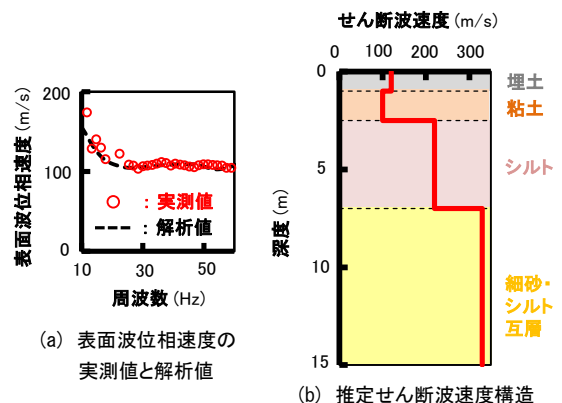 200
100
0
10
30
50
表面波位相速度(m/s)
周波数(Hz)
○ : 実測値
--- : 解析値
(a) 表面波位相速度の
実測値と解析値
せん断波速度(m/s)
0 100 200 300
0
5
10
15
深度(m)
埋土
粘土
シルト
細砂・
シルト
互層
(b) 推定せん断波速度構造